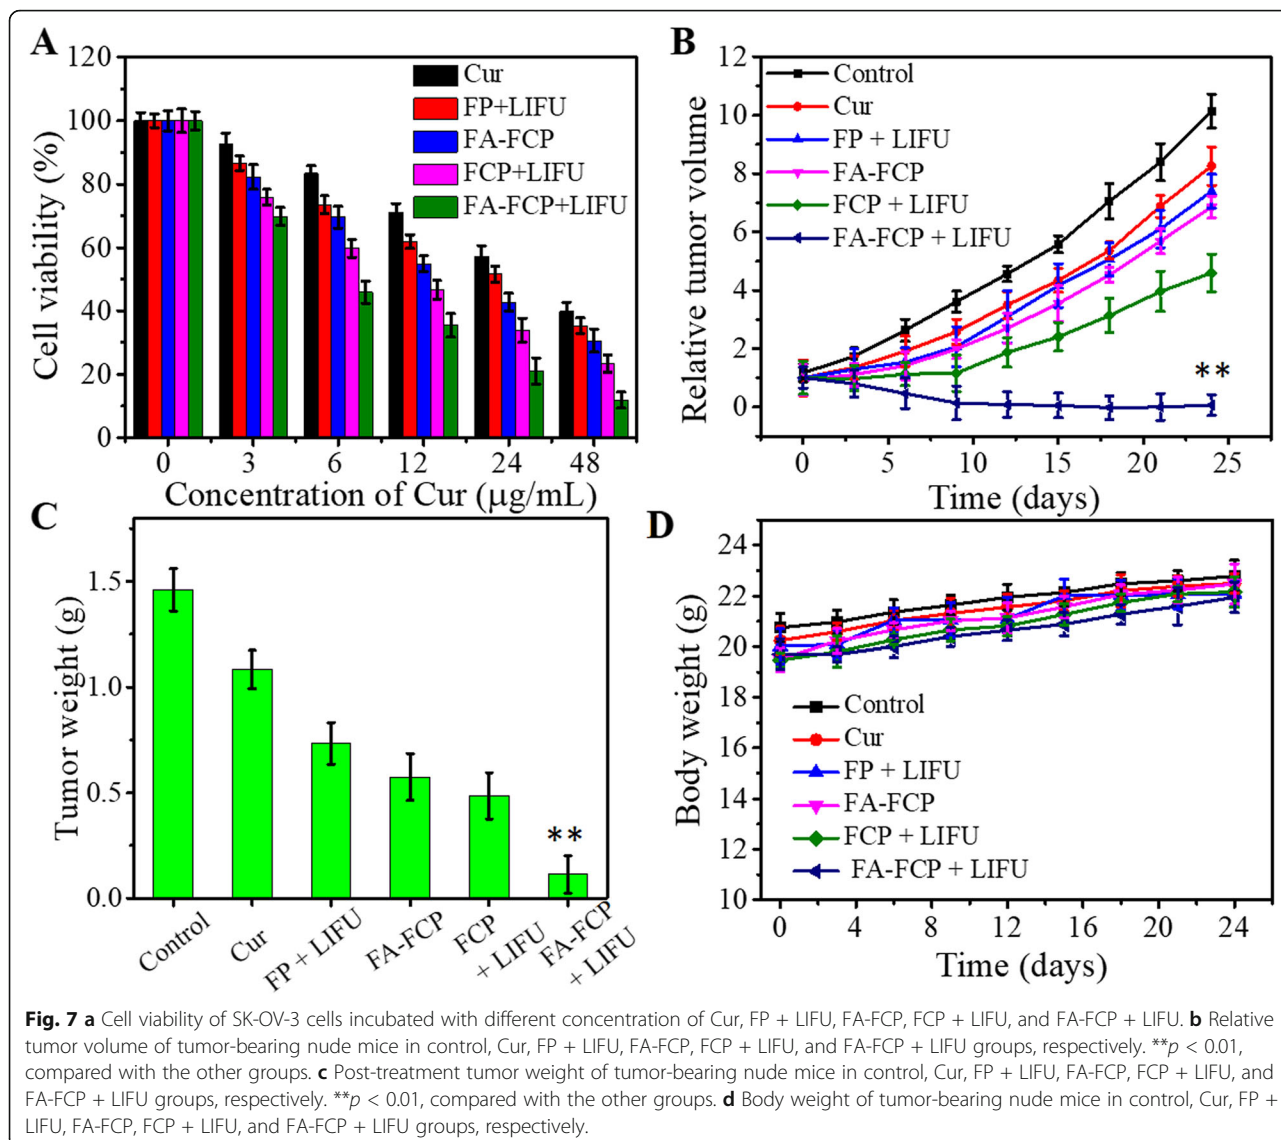 A
120
100
80
60
40
20
0
Cell viability (%)
Cur
FP+LIFU
FA-FCP
FCP+LIFU
FA-FCP+LIFU
0 3 6 12 24 48
Concentration of Cur (μg/mL)
B
12
10
8
6
4
2
0
Relative tumor volume
Control
Cur
FP + LIFU
FA-FCP
FCP + LIFU
FA-FCP + LIFU
**
0 5 10 15 20 25
Time (days)
C
1.5
1.0
0.5
0.0
Tumor weight (g)
**
Control
Cur
FP + LIFU
FA-FCP
FCP
+ LIFU
FA-FCP
+ LIFU
D
24
22
20
18
16
14
12
10
Body weight (g)
Control
Cur
FP + LIFU
FA-FCP
FCP + LIFU
FA-FCP + LIFU
0 4 8 12 16 20 24
Time (days)
Fig. 7 a Cell viability of SK-OV-3 cells incubated with different concentration of Cur, FP + LIFU, FA-FCP, FCP + LIFU, and FA-FCP + LIFU. b Relative
tumor volume of tumor-bearing nude mice in control, Cur, FP + LIFU, FA-FCP, FCP + LIFU, and FA-FCP + LIFU groups, respectively. **p < 0.01,
compared with the other groups. c Post-treatment tumor weight of tumor-bearing nude mice in control, Cur, FP + LIFU, FA-FCP, FCP + LIFU, and
FA-FCP + LIFU groups, respectively. **p < 0.01, compared with the other groups. d Body weight of tumor-bearing nude mice in control, Cur, FP +
LIFU, FA-FCP, FCP + LIFU, and FA-FCP + LIFU groups, respectively.